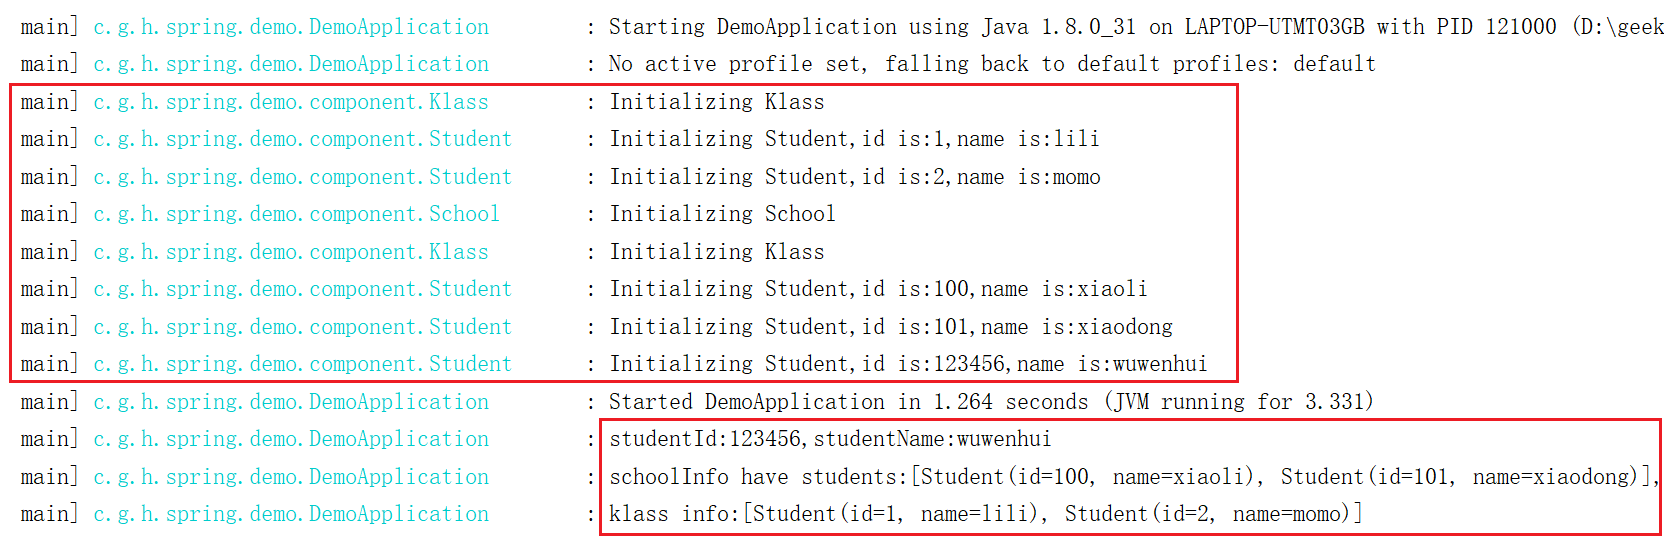 main] c.g.h.spring.demo.DemoApplication : Starting DemoApplication using Java 1.8.0_31 on LAPTOP-UTMT03GB with PID 121000 (D:\geek
main] c.g.h.spring.demo.DemoApplication : No active profile set, falling back to default profiles: default
main] c.g.h.spring.demo.component.Klass : Initializing Klass
main] c.g.h.spring.demo.component.Student : Initializing Student,id is:1,name is:lili
main] c.g.h.spring.demo.component.Student : Initializing Student,id is:2,name is:momo
main] c.g.h.spring.demo.component.School : Initializing School
main] c.g.h.spring.demo.component.Klass : Initializing Klass
main] c.g.h.spring.demo.component.Student : Initializing Student,id is:100,name is:xiaoli
main] c.g.h.spring.demo.component.Student : Initializing Student,id is:101,name is:xiaodong
main] c.g.h.spring.demo.component.Student : Initializing Student,id is:123456,name is:wuwenhui
main] c.g.h.spring.demo.DemoApplication : Started DemoApplication in 1.264 seconds (JVM running for 3.331)
main] c.g.h.spring.demo.DemoApplication : studentId:123456,studentName:wuwenhui
main] c.g.h.spring.demo.DemoApplication : schoolInfo have students:[Student(id=100, name=xiaoli), Student(id=101, name=xiaodong)],
main] c.g.h.spring.demo.DemoApplication : klass info:[Student(id=1, name=lili), Student(id=2, name=momo)]